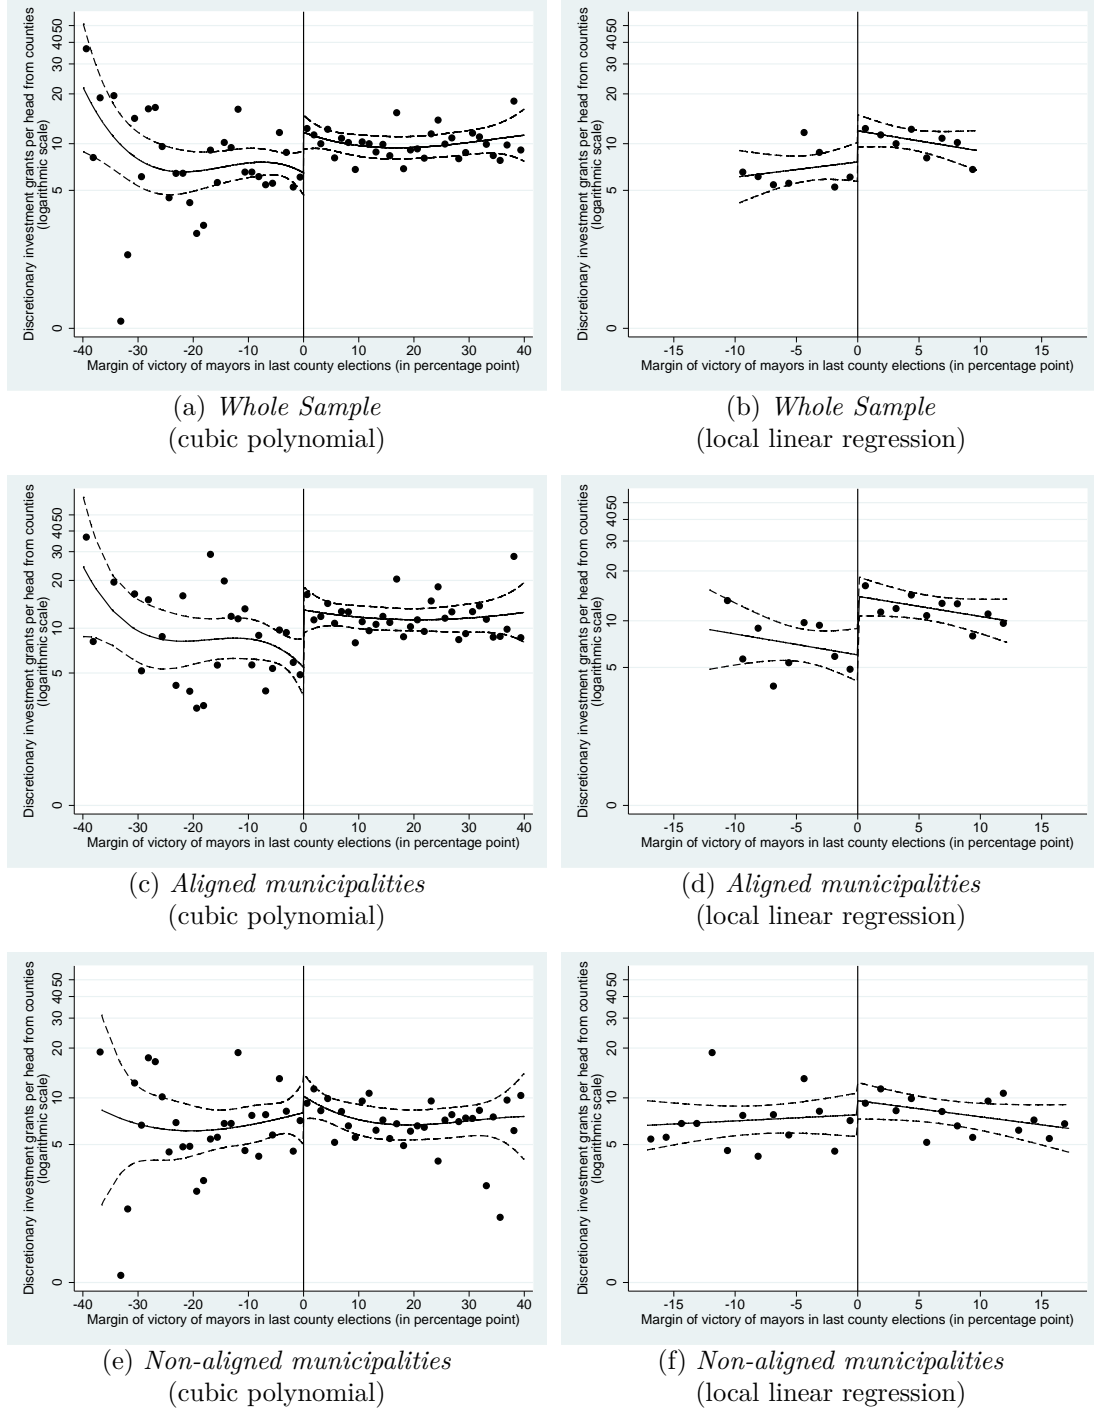 Discretionary investment grants per head from counties
(logarithmic scale)
0 5 10 20 30 40 50
-40 -30 -20 -10 0 10 20 30 40
Margin of victory of mayors in last county elections (in percentage point)
(a) Whole Sample
(cubic polynomial)
Discretionary investment grants per head from counties
(logarithmic scale)
0 5 10 20 30 40 50
-15 -10 -5 0 5 10 15
Margin of victory of mayors in last county elections (in percentage point)
(b) Whole Sample
(local linear regression)
Discretionary investment grants per head from counties
(logarithmic scale)
0 5 10 20 30 40 50
-40 -30 -20 -10 0 10 20 30 40
Margin of victory of mayors in last county elections (in percentage point)
(c) Aligned municipalities
(cubic polynomial)
Discretionary investment grants per head from counties
(logarithmic scale)
0 5 10 20 30 40 50
-15 -10 -5 0 5 10 15
Margin of victory of mayors in last county elections (in percentage point)
(d) Aligned municipalities
(local linear regression)
Discretionary investment grants per head from counties
(logarithmic scale)
0 5 10 20 30 40 50
-40 -30 -20 -10 0 10 20 30 40
Margin of victory of mayors in last county elections (in percentage point)
(e) Non-aligned municipalities
(cubic polynomial)
Discretionary investment grants per head from counties
(logarithmic scale)
0 5 10 20 30 40 50
-15 -10 -5 0 5 10 15
Margin of victory of mayors in last county elections (in percentage point)
(f) Non-aligned municipalities
(local linear regression)